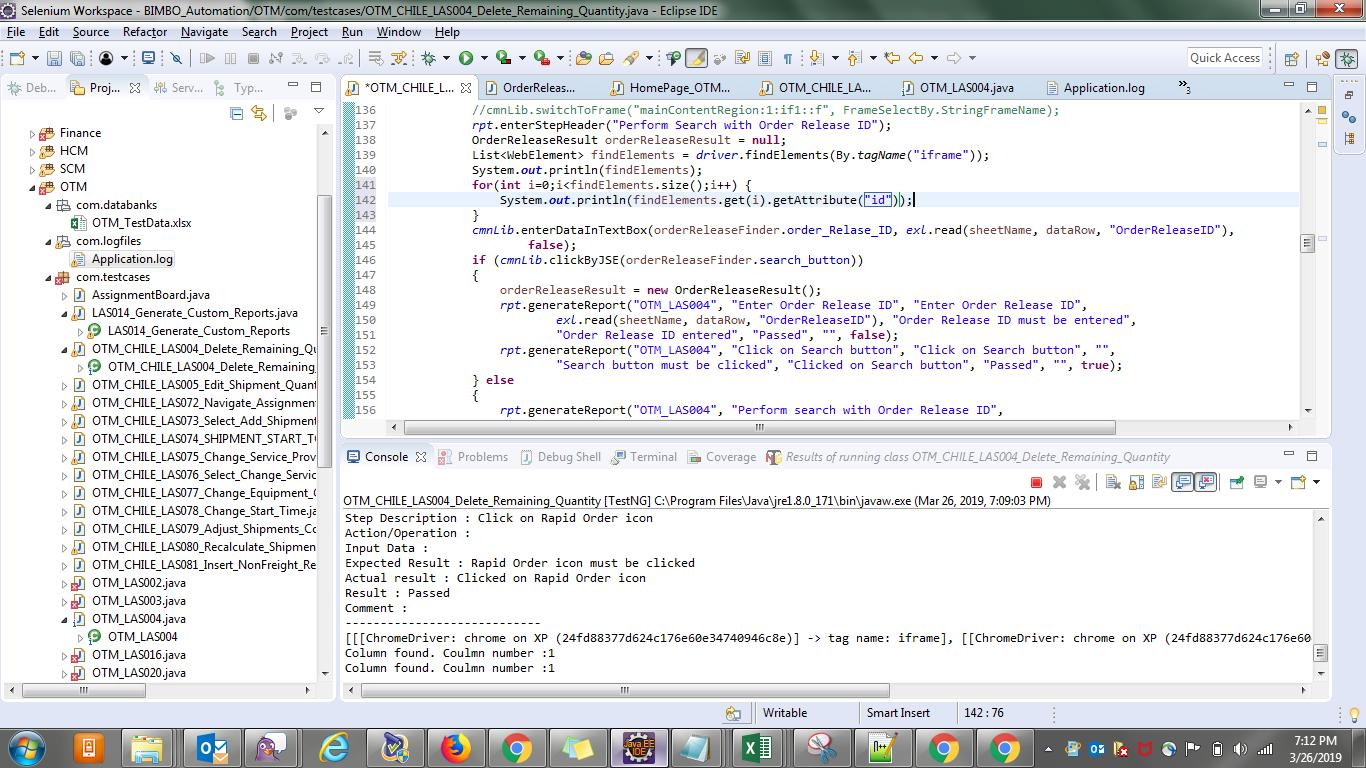 Selenium Workspace - BIMBO_Automation/OTM/com/testcases/OTM_CHILE_LAS004_Delete_Remaining_Quantity.java - Eclipse IDE
File Edit Source Refactor Navigate Search Project Run Window Help
Quick Access
Deb... Proj... Serv... Typ...
Finance
HCM
SCM
OTM
com.databanks
OTM_TestData.xlsx
com.logfiles
Application.log
com.testcases
AssignmentBoard.java
LAS014_Generate_Custom_Reports.java
LAS014_Generate_Custom_Reports
OTM_CHILE_LAS004_Delete_Remaining_Qu
OTM_CHILE_LAS004_Delete_Remaining_
OTM_CHILE_LAS005_Edit_Shipment_Quant
OTM_CHILE_LAS072_Navigate_Assignment
OTM_CHILE_LAS073_Select_Add_Shipment
OTM_CHILE_LAS074_SHIPMENT_START_T
OTM_CHILE_LAS075_Change_Service_Prov
OTM_CHILE_LAS076_Select_Change_Servic
OTM_CHILE_LAS077_Change_Equipment_
OTM_CHILE_LAS078_Change_Start_Time.ja
OTM_CHILE_LAS079_Adjust_Shipments_Co
OTM_CHILE_LAS080_Recalculate_Shipmen
OTM_CHILE_LAS081_Insert_NonFreight_Re
OTM_LAS002.java
OTM_LAS003.java
OTM_LAS004.java
OTM_LAS004
OTM_LAS016.java
OTM_LAS020.java
*OTM_CHILE_L... OrderReleas... HomePage_OTM... OTM_CHILE_LA... OTM_LAS004.java Application.log »3
136 //cmnLib.switchToFrame("mainContentRegion:1:if1::f", FrameSelectBy.StringFrameName);
137 rpt.enterStepHeader("Perform Search with Order Release ID");
138 OrderReleaseResult orderReleaseResult = null;
139 List<WebElement> findElements = driver.findElements(By.tagName("iframe"));
140 System.out.println(findElements);
141 for(int i=0;i<findElements.size();i++) {
142 System.out.println(findElements.get(i).getAttribute("id"));
143 }
144 cmnLib.enterDataInTextBox(orderReleaseFinder.order_Relase_ID, exl.read(sheetName, dataRow, "OrderReleaseID"),
145 false);
146 if (cmnLib.clickByJSE(orderReleaseFinder.search_button))
147 {
148 orderReleaseResult = new OrderReleaseResult();
149 rpt.generateReport("OTM_LAS004", "Enter Order Release ID", "Enter Order Release ID",
150 exl.read(sheetName, dataRow, "OrderReleaseID"), "Order Release ID must be entered",
151 "Order Release ID entered", "Passed", "", false);
152 rpt.generateReport("OTM_LAS004", "Click on Search button", "Click on Search button", "",
153 "Search button must be clicked", "Clicked on Search button", "Passed", "", true);
154 } else
155 {
156 rpt.generateReport("OTM_LAS004", "Perform search with Order Release ID",
Console Problems Debug Shell Terminal Coverage Results of running class OTM_CHILE_LAS004_Delete_Remaining_Quantity
OTM_CHILE_LAS004_Delete_Remaining_Quantity [TestNG] C:\Program Files\Java\jre1.8.0_171\bin\javaw.exe (Mar 26, 2019, 7:09:03 PM)
Step Description : Click on Rapid Order icon
Action/Operation :
Input Data :
Expected Result : Rapid Order icon must be clicked
Actual result : Clicked on Rapid Order icon
Result : Passed
Comment :
----------------------------
[[[ChromeDriver: chrome on XP (24fd88377d624c176e60e34740946c8e)] -> tag name: iframe], [[ChromeDriver: chrome on XP (24fd88377d624c176e60
Column found. Coulmn number :1
Column found. Coulmn number :1
Writable Smart Insert 142 : 76
Java EE IDE
7:12 PM
3/26/2019